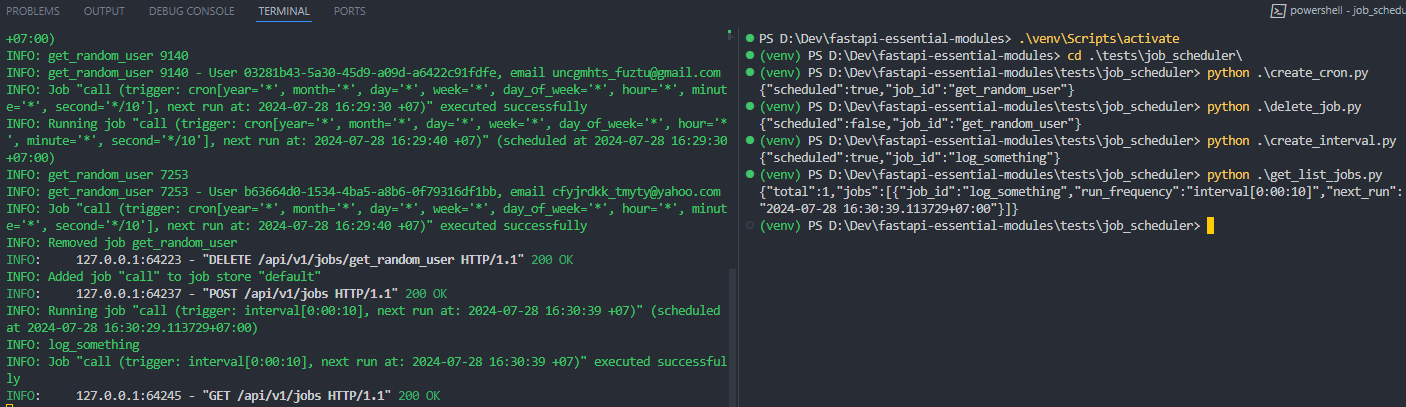 PROBLEMS OUTPUT DEBUG CONSOLE TERMINAL PORTS
powershell - job_schedu
+07:00)
INFO: get_random_user 9140
INFO: get_random_user 9140 - User 03281b43-5a30-45d9-a09d-a6422c91fdfe, email uncgmhts_fuztu@gmail.com
INFO: Job "call (trigger: cron[year='*', month='*', day='*', week='*', day_of_week='*', hour='*', minut
e='*', second='*/10'], next run at: 2024-07-28 16:29:30 +07)" executed successfully
INFO: Running job "call (trigger: cron[year='*', month='*', day='*', week='*', day_of_week='*', hour='*
', minute='*', second='*/10'], next run at: 2024-07-28 16:29:40 +07)" (scheduled at 2024-07-28 16:29:30
+07:00)
INFO: get_random_user 7253
INFO: get_random_user 7253 - User b63664d0-1534-4ba5-a8b6-0f79316df1bb, email cfyjrdkk_tmyty@yahoo.com
INFO: Job "call (trigger: cron[year='*', month='*', day='*', week='*', day_of_week='*', hour='*', minut
e='*', second='*/10'], next run at: 2024-07-28 16:29:40 +07)" executed successfully
INFO: Removed job get_random_user
INFO: 127.0.0.1:64223 - "DELETE /api/v1/jobs/get_random_user HTTP/1.1" 200 OK
INFO: Added job "call" to job store "default"
INFO: 127.0.0.1:64237 - "POST /api/v1/jobs HTTP/1.1" 200 OK
INFO: Running job "call (trigger: interval[0:00:10], next run at: 2024-07-28 16:30:39 +07)" (scheduled
at 2024-07-28 16:30:29.113729+07:00)
INFO: log_something
INFO: Job "call (trigger: interval[0:00:10], next run at: 2024-07-28 16:30:39 +07)" executed successful
ly
INFO: 127.0.0.1:64245 - "GET /api/v1/jobs HTTP/1.1" 200 OK
PS D:\Dev\fastapi-essential-modules> .\venv\Scripts\activate
(venv) PS D:\Dev\fastapi-essential-modules> cd .\tests\job_scheduler\
(venv) PS D:\Dev\fastapi-essential-modules\tests\job_scheduler> python .\create_cron.py
{"scheduled":true,"job_id":"get_random_user"}
(venv) PS D:\Dev\fastapi-essential-modules\tests\job_scheduler> python .\delete_job.py
{"scheduled":false,"job_id":"get_random_user"}
(venv) PS D:\Dev\fastapi-essential-modules\tests\job_scheduler> python .\create_interval.py
{"scheduled":true,"job_id":"log_something"}
(venv) PS D:\Dev\fastapi-essential-modules\tests\job_scheduler> python .\get_list_jobs.py
{"total":1,"jobs":[{"job_id":"log_something","run_frequency":"interval[0:00:10]","next_run":
"2024-07-28 16:30:39.113729+07:00"}]}
(venv) PS D:\Dev\fastapi-essential-modules\tests\job_scheduler>